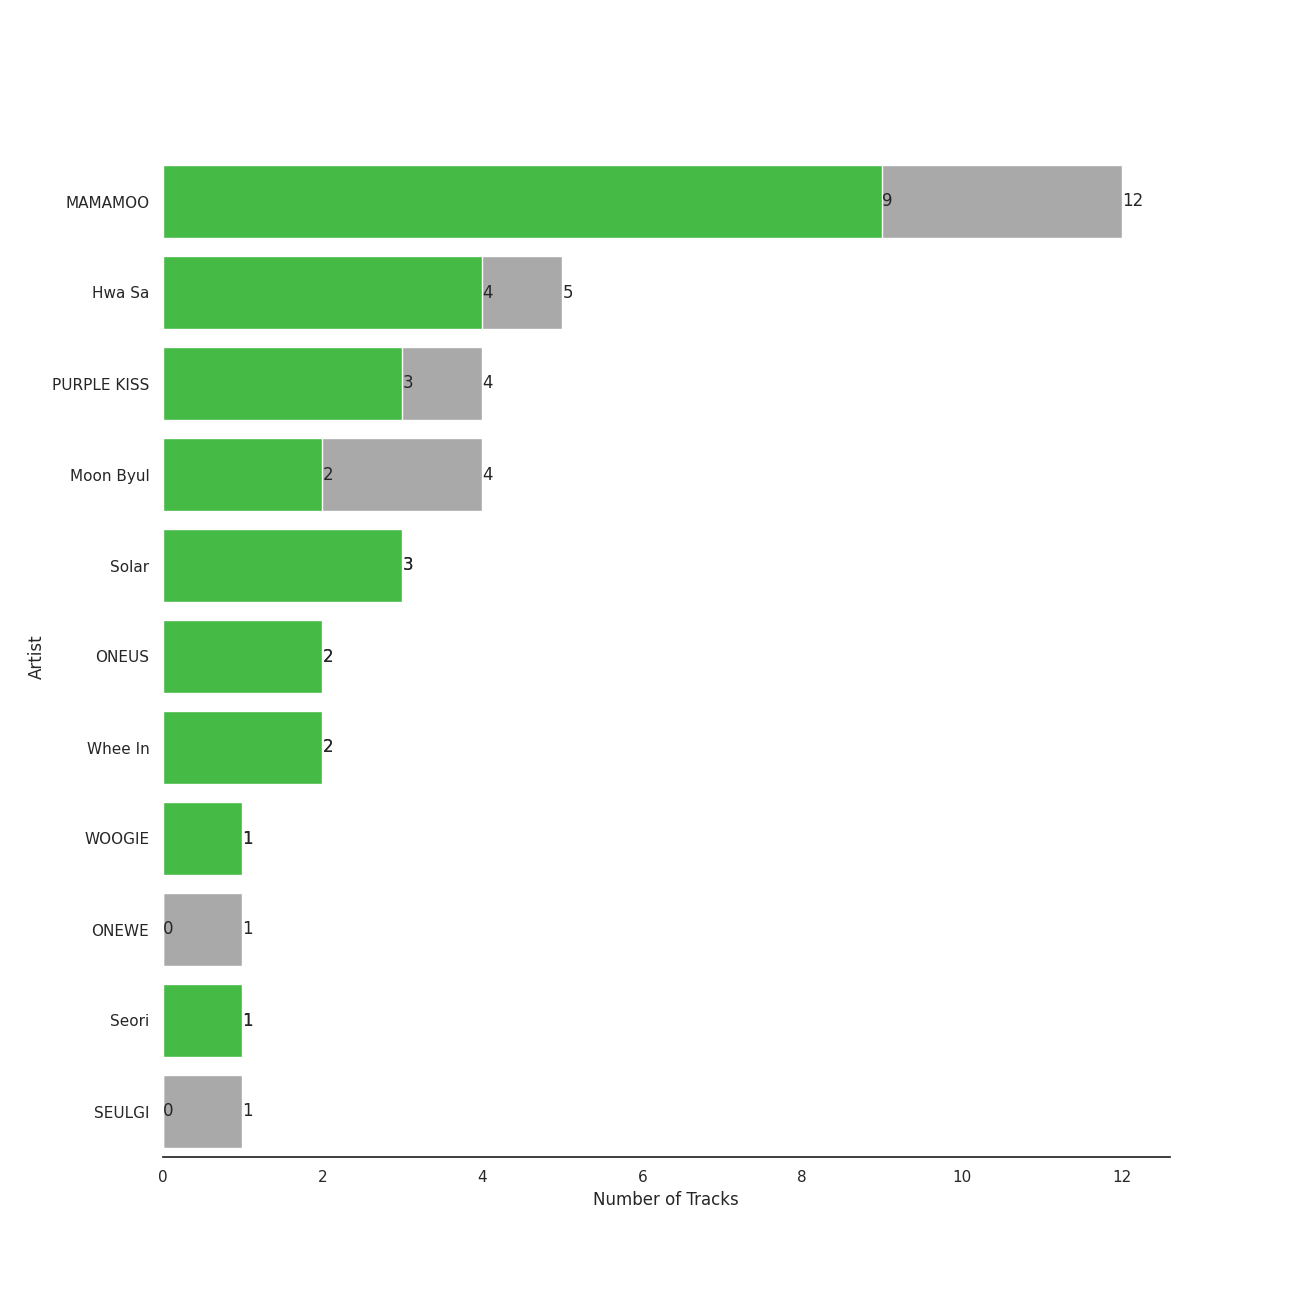 MAMAMOO 9 12
Hwa Sa 4 5
PURPLE KISS 3 4
Moon Byul 2 4
Solar 3
ONEUS 2
Whee In 2
WOOGIE 1
ONEWE 0 1
Seori 1
SEULGI 0 1
0 2 4 6 8 10 12
Number of Tracks
Artist